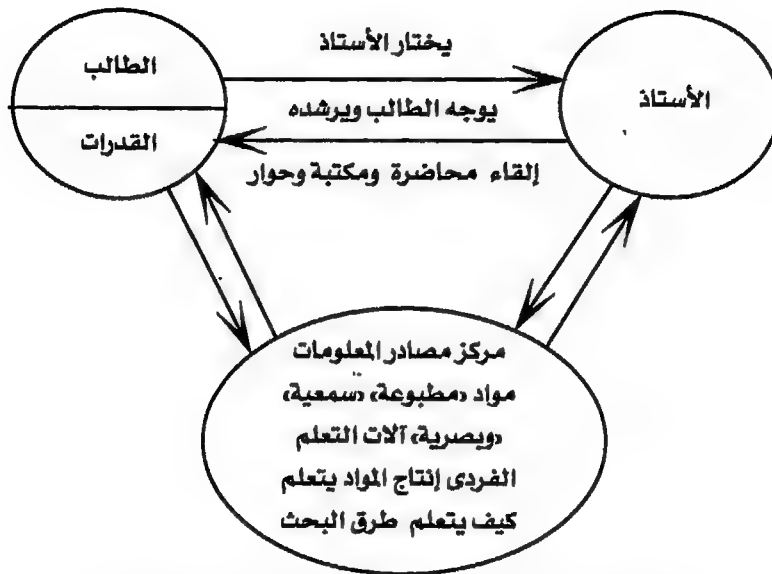 الطالب
القدرات
يختار الأستاذ
يوجه الطالب ويرشده
إلقاء محاضرة ومكتبة وحوار
الأستاذ
مركز مصادر المعلومات
مواد «مطبوعة» «سمعية»
«وبصرية» آلات التعلم
الفردى إنتاج المواد يتعلم
كيف يتعلم طرق البحث